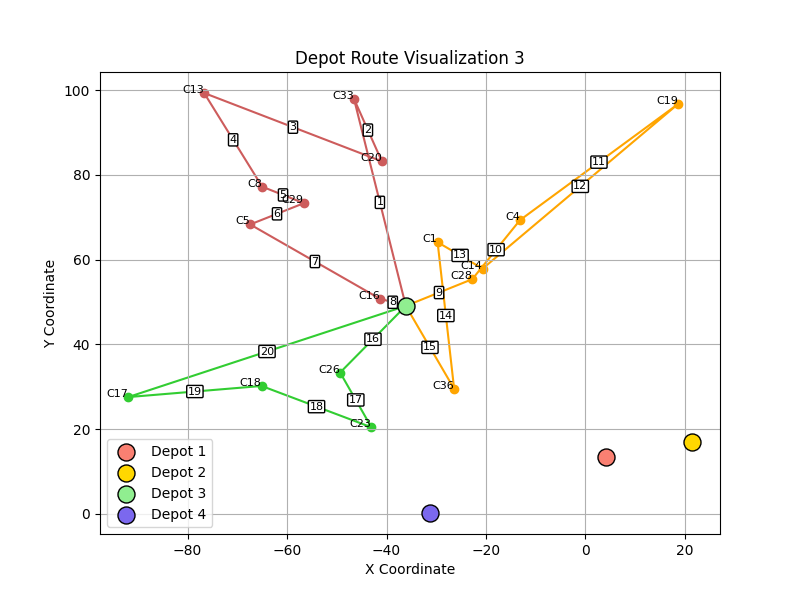 Depot Route Visualization 3
Y Coordinate
100
80
60
40
20
0
C13
C33
C19
3
2
4
C20
11
C8
12
5
C29
6
1
C5
C4
C1
10
7
13
C14
C28
C16
8
9
14
16
15
20
C26
C18
C36
C17
19
17
18
C23
Depot 1
Depot 2
Depot 3
Depot 4
−80
−60
−40
−20
0
20
X Coordinate